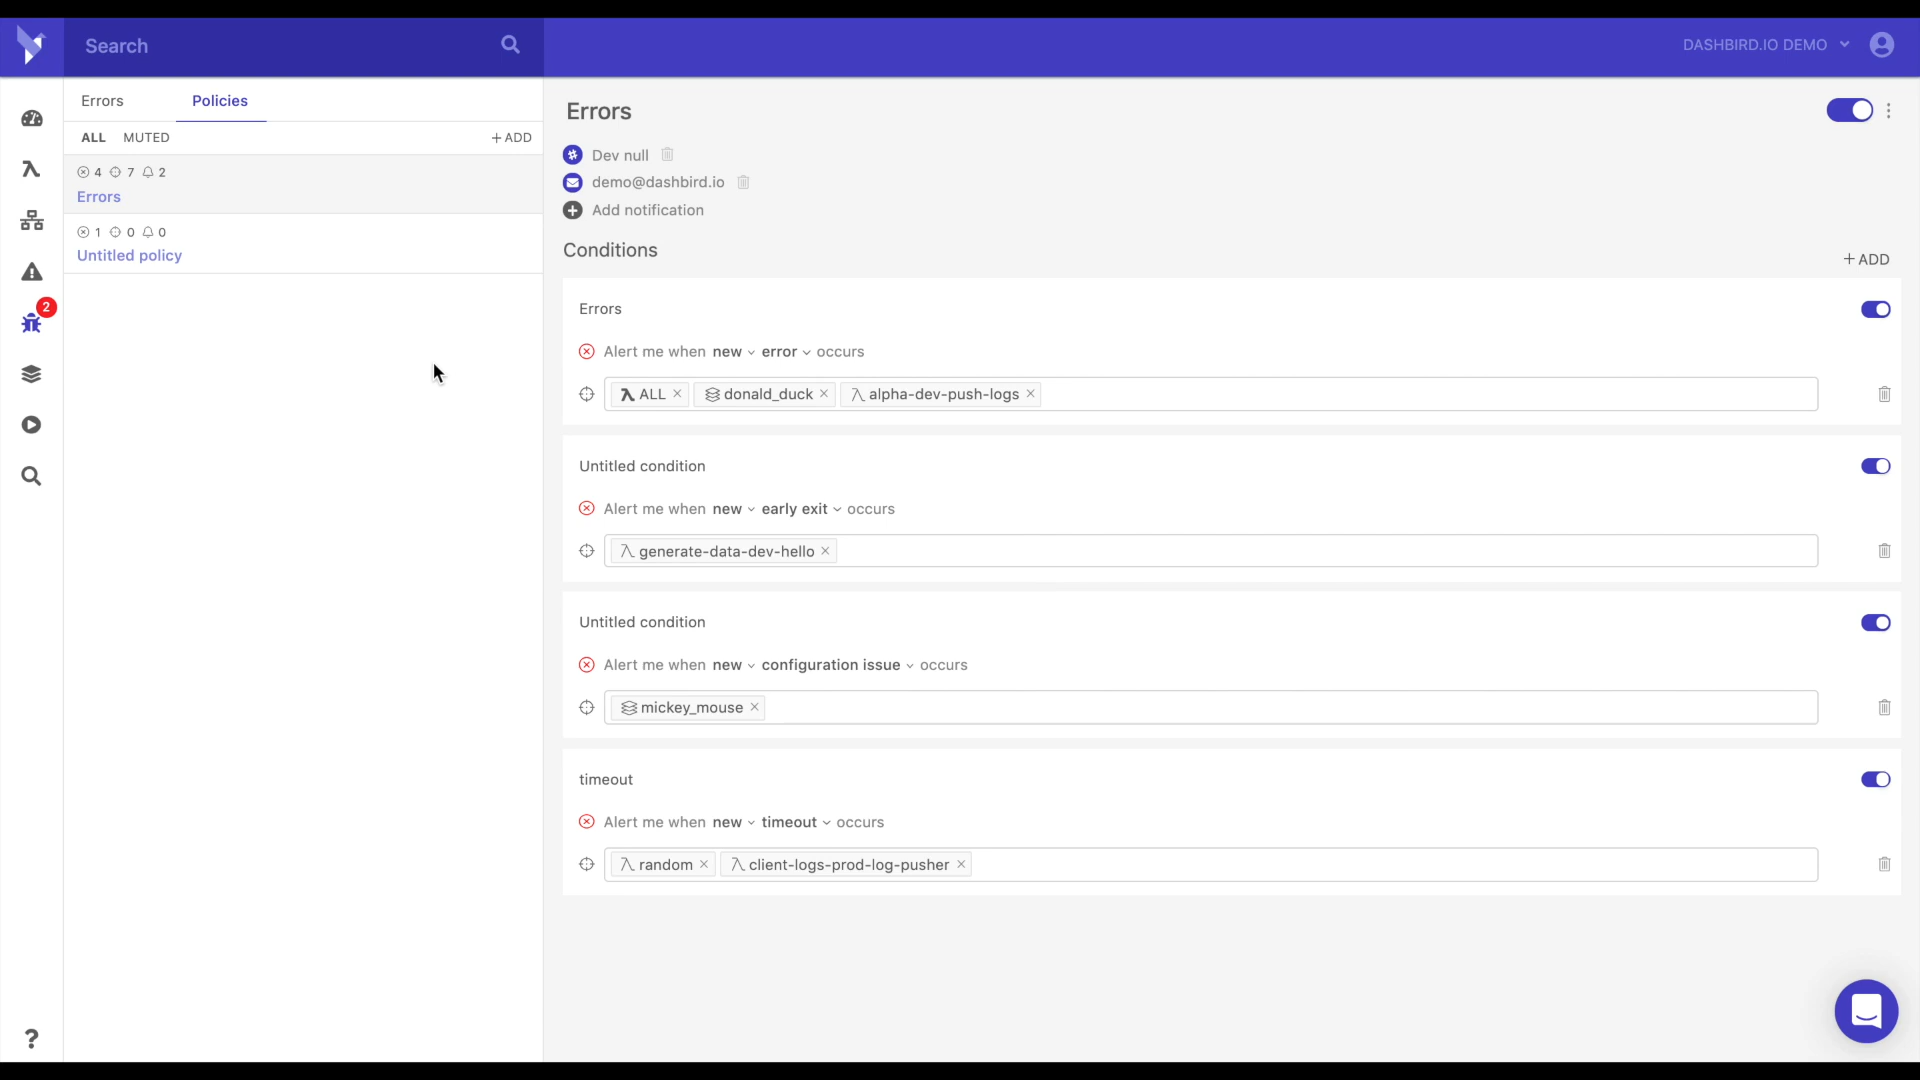 Search
DASHBIRD.IO DEMO
Errors Policies
ALL MUTED + ADD
4 7 2
Errors
1 0 0
Untitled policy
2
?
Errors
Dev null
demo@dashbird.io
Add notification
Conditions
+ ADD
Errors
Alert me when new error occurs
ALL × donald_duck × alpha-dev-push-logs ×
Untitled condition
Alert me when new early exit occurs
generate-data-dev-hello ×
Untitled condition
Alert me when new configuration issue occurs
mickey_mouse ×
timeout
Alert me when new timeout occurs
random × client-logs-prod-log-pusher ×